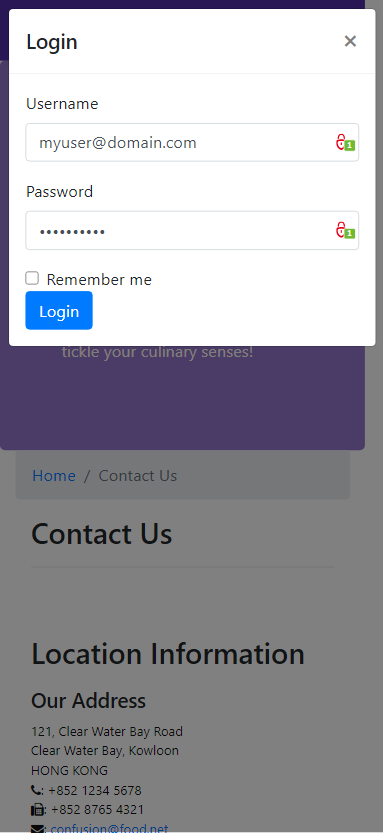 Login
×
Username
myuser@domain.com
1
Password
••••••••••
1
Remember me
Login
tickle your culinary senses!
Home / Contact Us
Contact Us
Location Information
Our Address
121, Clear Water Bay Road
Clear Water Bay, Kowloon
HONG KONG
: +852 1234 5678
: +852 8765 4321
: confusion@food.net